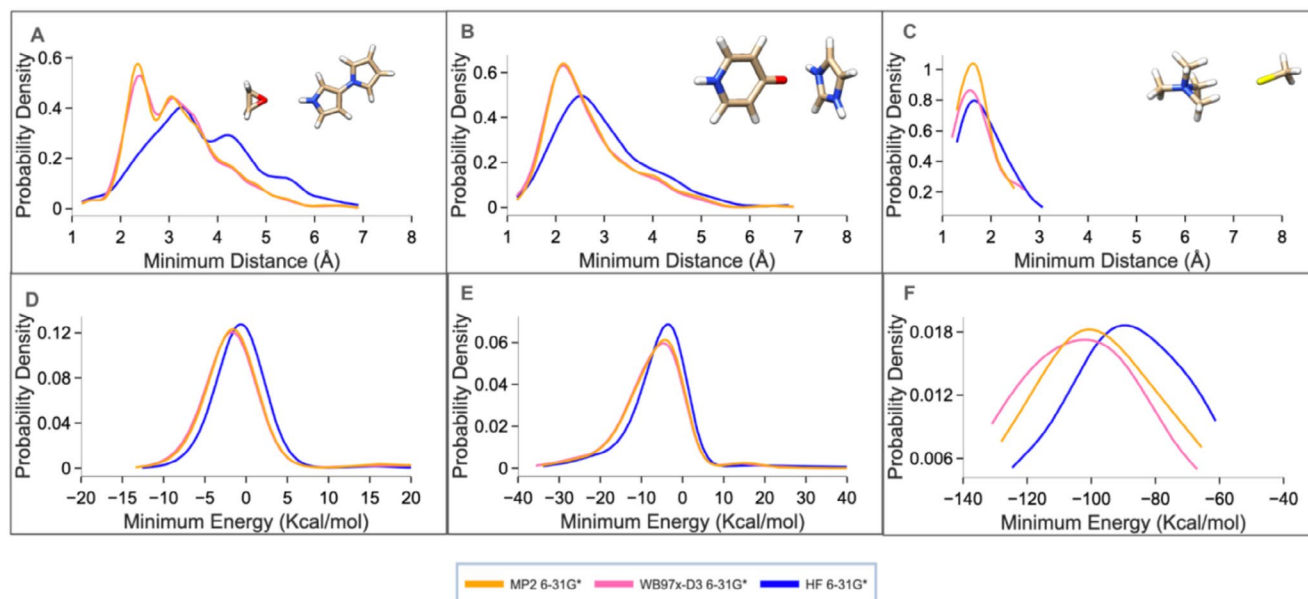 A
B
C
0.6
0.4
0.2
0
Probability Density
1 2 3 4 5 6 7 8
Minimum Distance (Å)
0.6
0.4
0.2
0
Probability Density
1 2 3 4 5 6 7 8
Minimum Distance (Å)
1
0.8
0.6
0.4
0.2
Probability Density
1 2 3 4 5 6 7 8
Minimum Distance (Å)
D
E
F
0.12
0.08
0.04
0
Probability Density
−20 −15 −10 −5 0 5 10 15 20
Minimum Energy (Kcal/mol)
0.06
0.04
0.02
0
Probability Density
−40 −30 −20 −10 0 10 20 30 40
Minimum Energy (Kcal/mol)
0.018
0.012
0.006
Probability Density
−140 −120 −100 −80 −60 −40
Minimum Energy (Kcal/mol)
MP2 6-31G* WB97x-D3 6-31G* HF 6-31G*